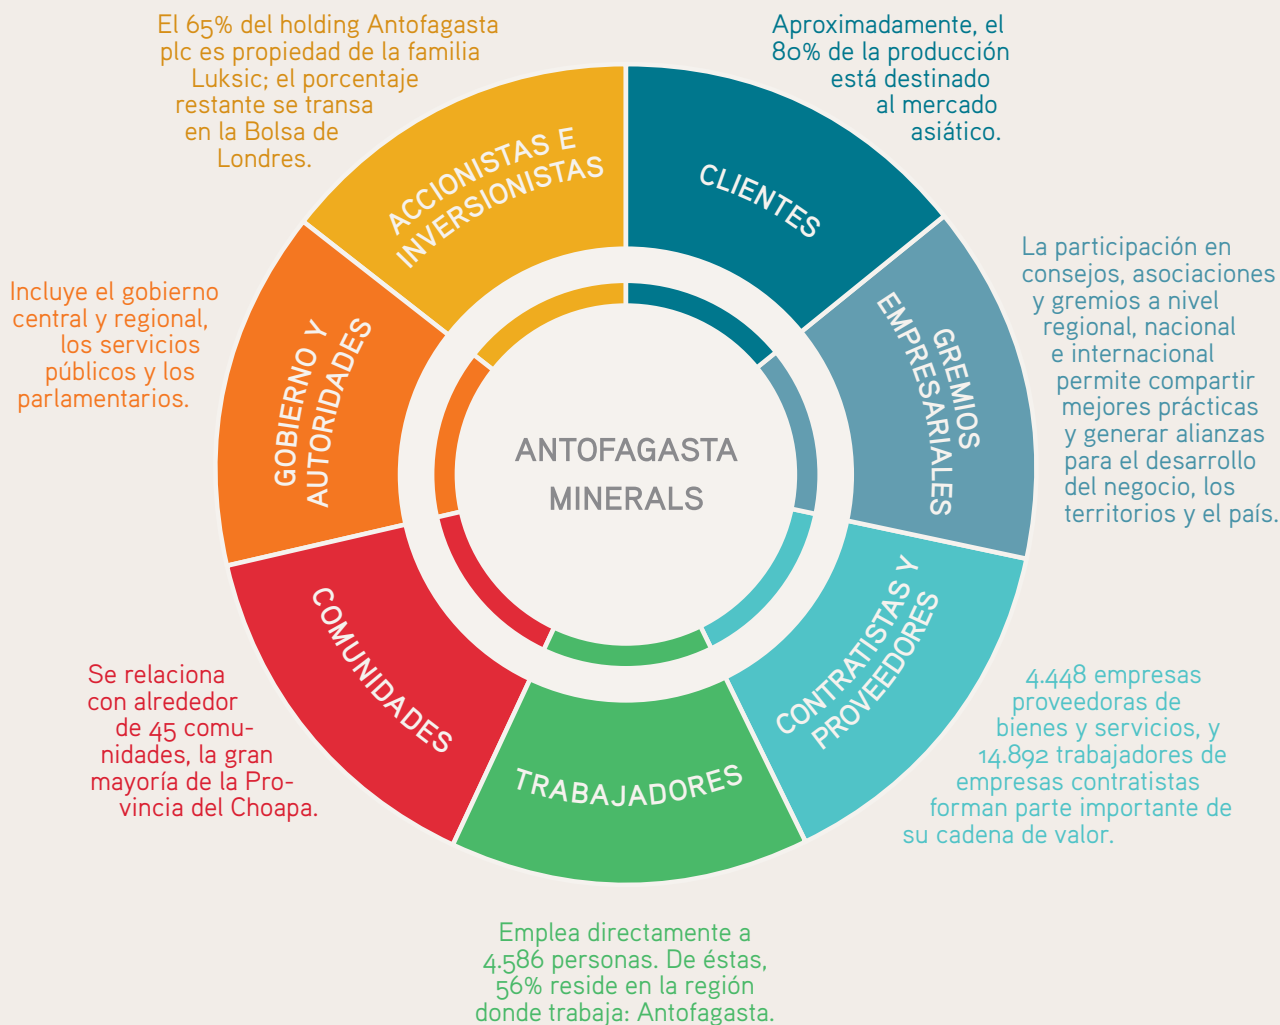 El 65% del holding Antofagasta
plc es propiedad de la familia
Luksic; el porcentaje
restante se transa
en la Bolsa de
Londres.
Aproximadamente, el
80% de la producción
está destinado
al mercado
asiático.
ACCIONISTAS E
INVERSIONISTAS
CLIENTES
La participación en
consejos, asociaciones
y gremios a nivel
regional, nacional
e internacional
permite compartir
mejores prácticas
y generar alianzas
para el desarrollo
del negocio, los
territorios y el país.
Incluye el gobierno
central y regional,
los servicios
públicos y los
parlamentarios.
GOBIERNO Y
AUTORIDADES
GREMIOS
EMPRESARIALES
ANTOFAGASTA
MINERALS
COMUNIDADES
CONTRATISTAS Y
PROVEEDORES
Se relaciona
con alrededor
de 45 comu-
nidades, la gran
mayoría de la Pro-
vincia del Choapa.
4.448 empresas
proveedoras de
bienes y servicios, y
14.892 trabajadores de
empresas contratistas
forman parte importante de
su cadena de valor.
TRABAJADORES
Emplea directamente a
4.586 personas. De éstas,
56% reside en la región
donde trabaja: Antofagasta.